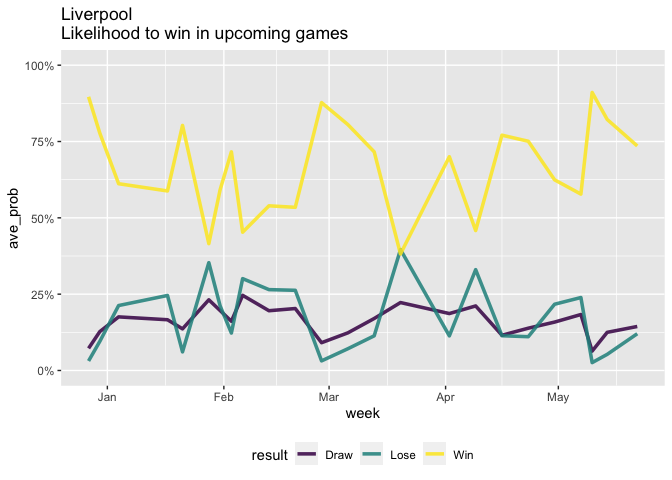 Liverpool
Likelihood to win in upcoming games
100%
75%
50%
25%
0%
ave_prob
Jan Feb Mar Apr May
week
result Draw Lose Win